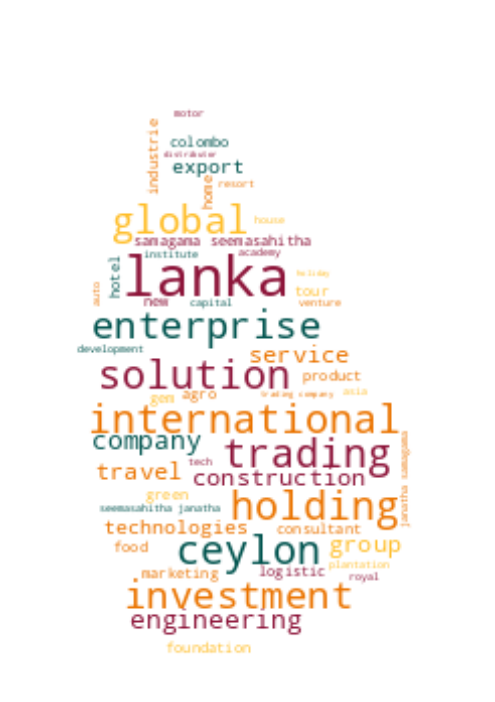 motor
industrie
colombo
distributor
export
home
resort
global
house
samagama seemasahitha
institute
academy
hotel
lanka
holiday
auto
tour
new
capital
venture
enterprise
development
service
solution
product
gem
agro
trading company
asia
international
company
trading
janatha samagama
travel
tech
construction
green
holding
seemasahitha janatha
technologies
consultant
food
ceylon
group
plantation
marketing
logistic
royal
investment
engineering
foundation